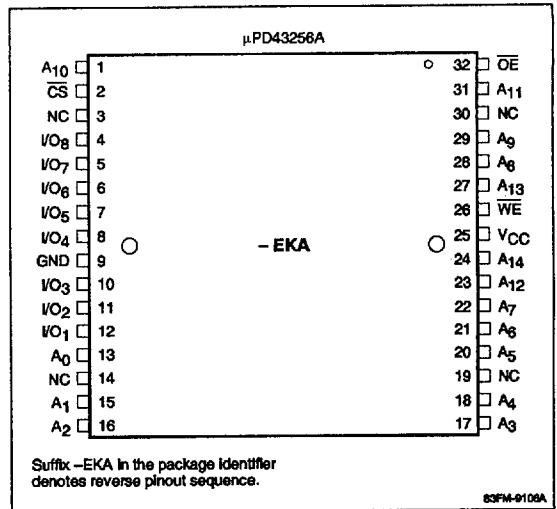 μPD43256A
A10 1 32 OE
CS 2 31 A11
NC 3 30 NC
I/O8 4 29 A9
I/O7 5 28 A8
I/O6 6 27 A13
I/O5 7 26 WE
I/O4 8 25 VCC
GND 9 –EKA 24 A14
I/O3 10 23 A12
I/O2 11 22 A7
I/O1 12 21 A6
A0 13 20 A5
NC 14 19 NC
A1 15 18 A4
A2 16 17 A3
Suffix –EKA in the package identifier
denotes reverse pinout sequence.
83FM-9106A